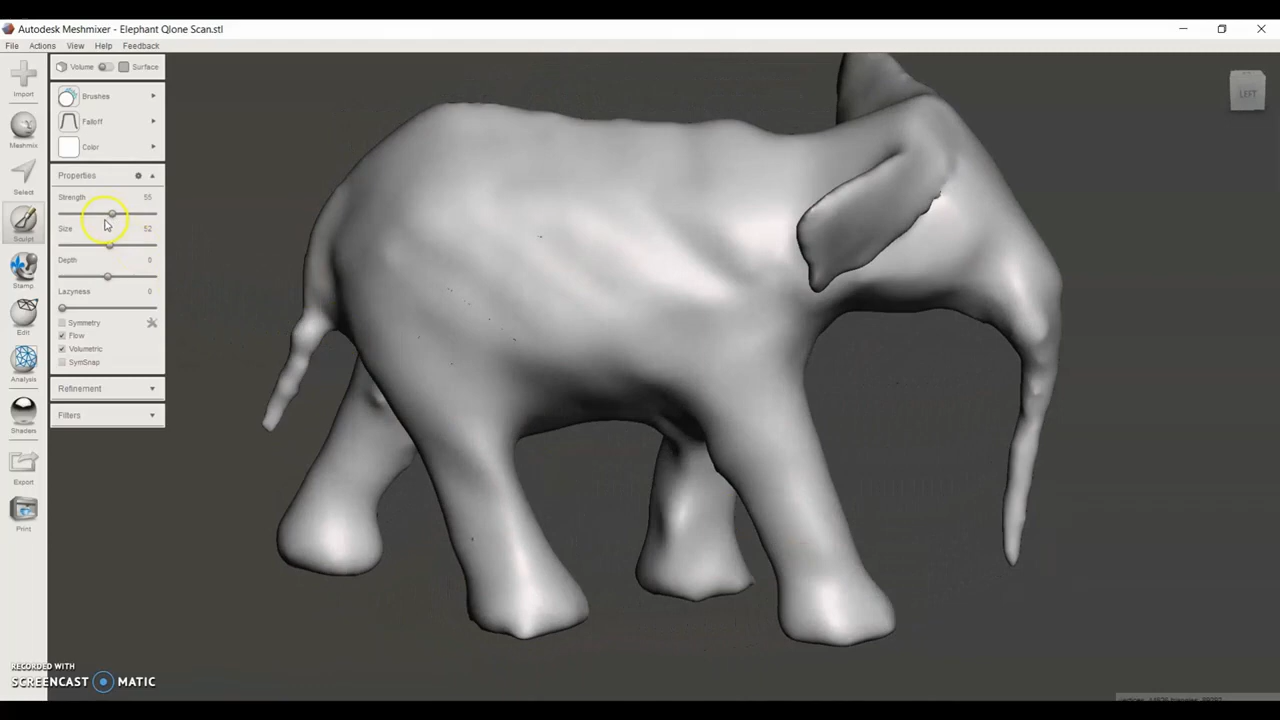 Autodesk Meshmixer - Elephant Qlone Scan.stl
File Actions View Help Feedback
Import
Meshmix
Select
Sculpt
Stamp
Edit
Analysis
Shaders
Export
Print
Volume Surface
Brushes
Falloff
Color
Properties
Strength 55
Size 52
Depth 0
Lazyness 0
Symmetry
Flow
Volumetric
SymSnap
Refinement
Filters
LEFT
RECORDED WITH
SCREENCAST MATIC